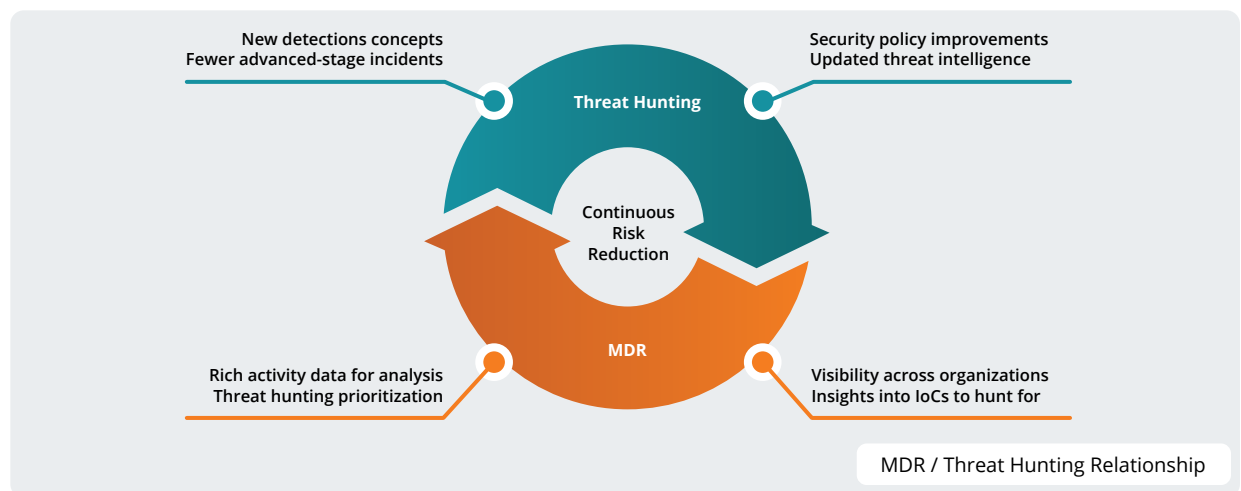 New detections concepts
Fewer advanced-stage incidents
Security policy improvements
Updated threat intelligence
Threat Hunting
Continuous
Risk
Reduction
MDR
Rich activity data for analysis
Threat hunting prioritization
Visibility across organizations
Insights into IoCs to hunt for
MDR / Threat Hunting Relationship